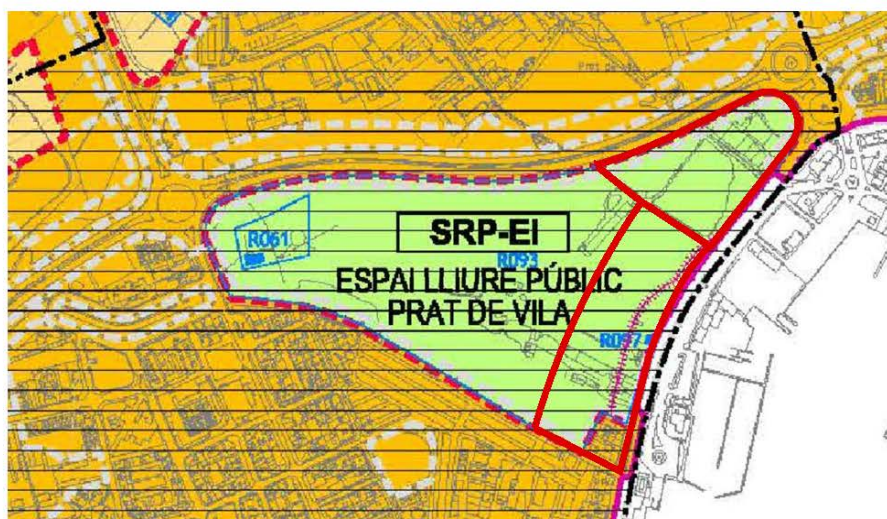 SRP-EI
R061
R093
ESPAI LLIURE PÚBLIC
PRAT DE VILA